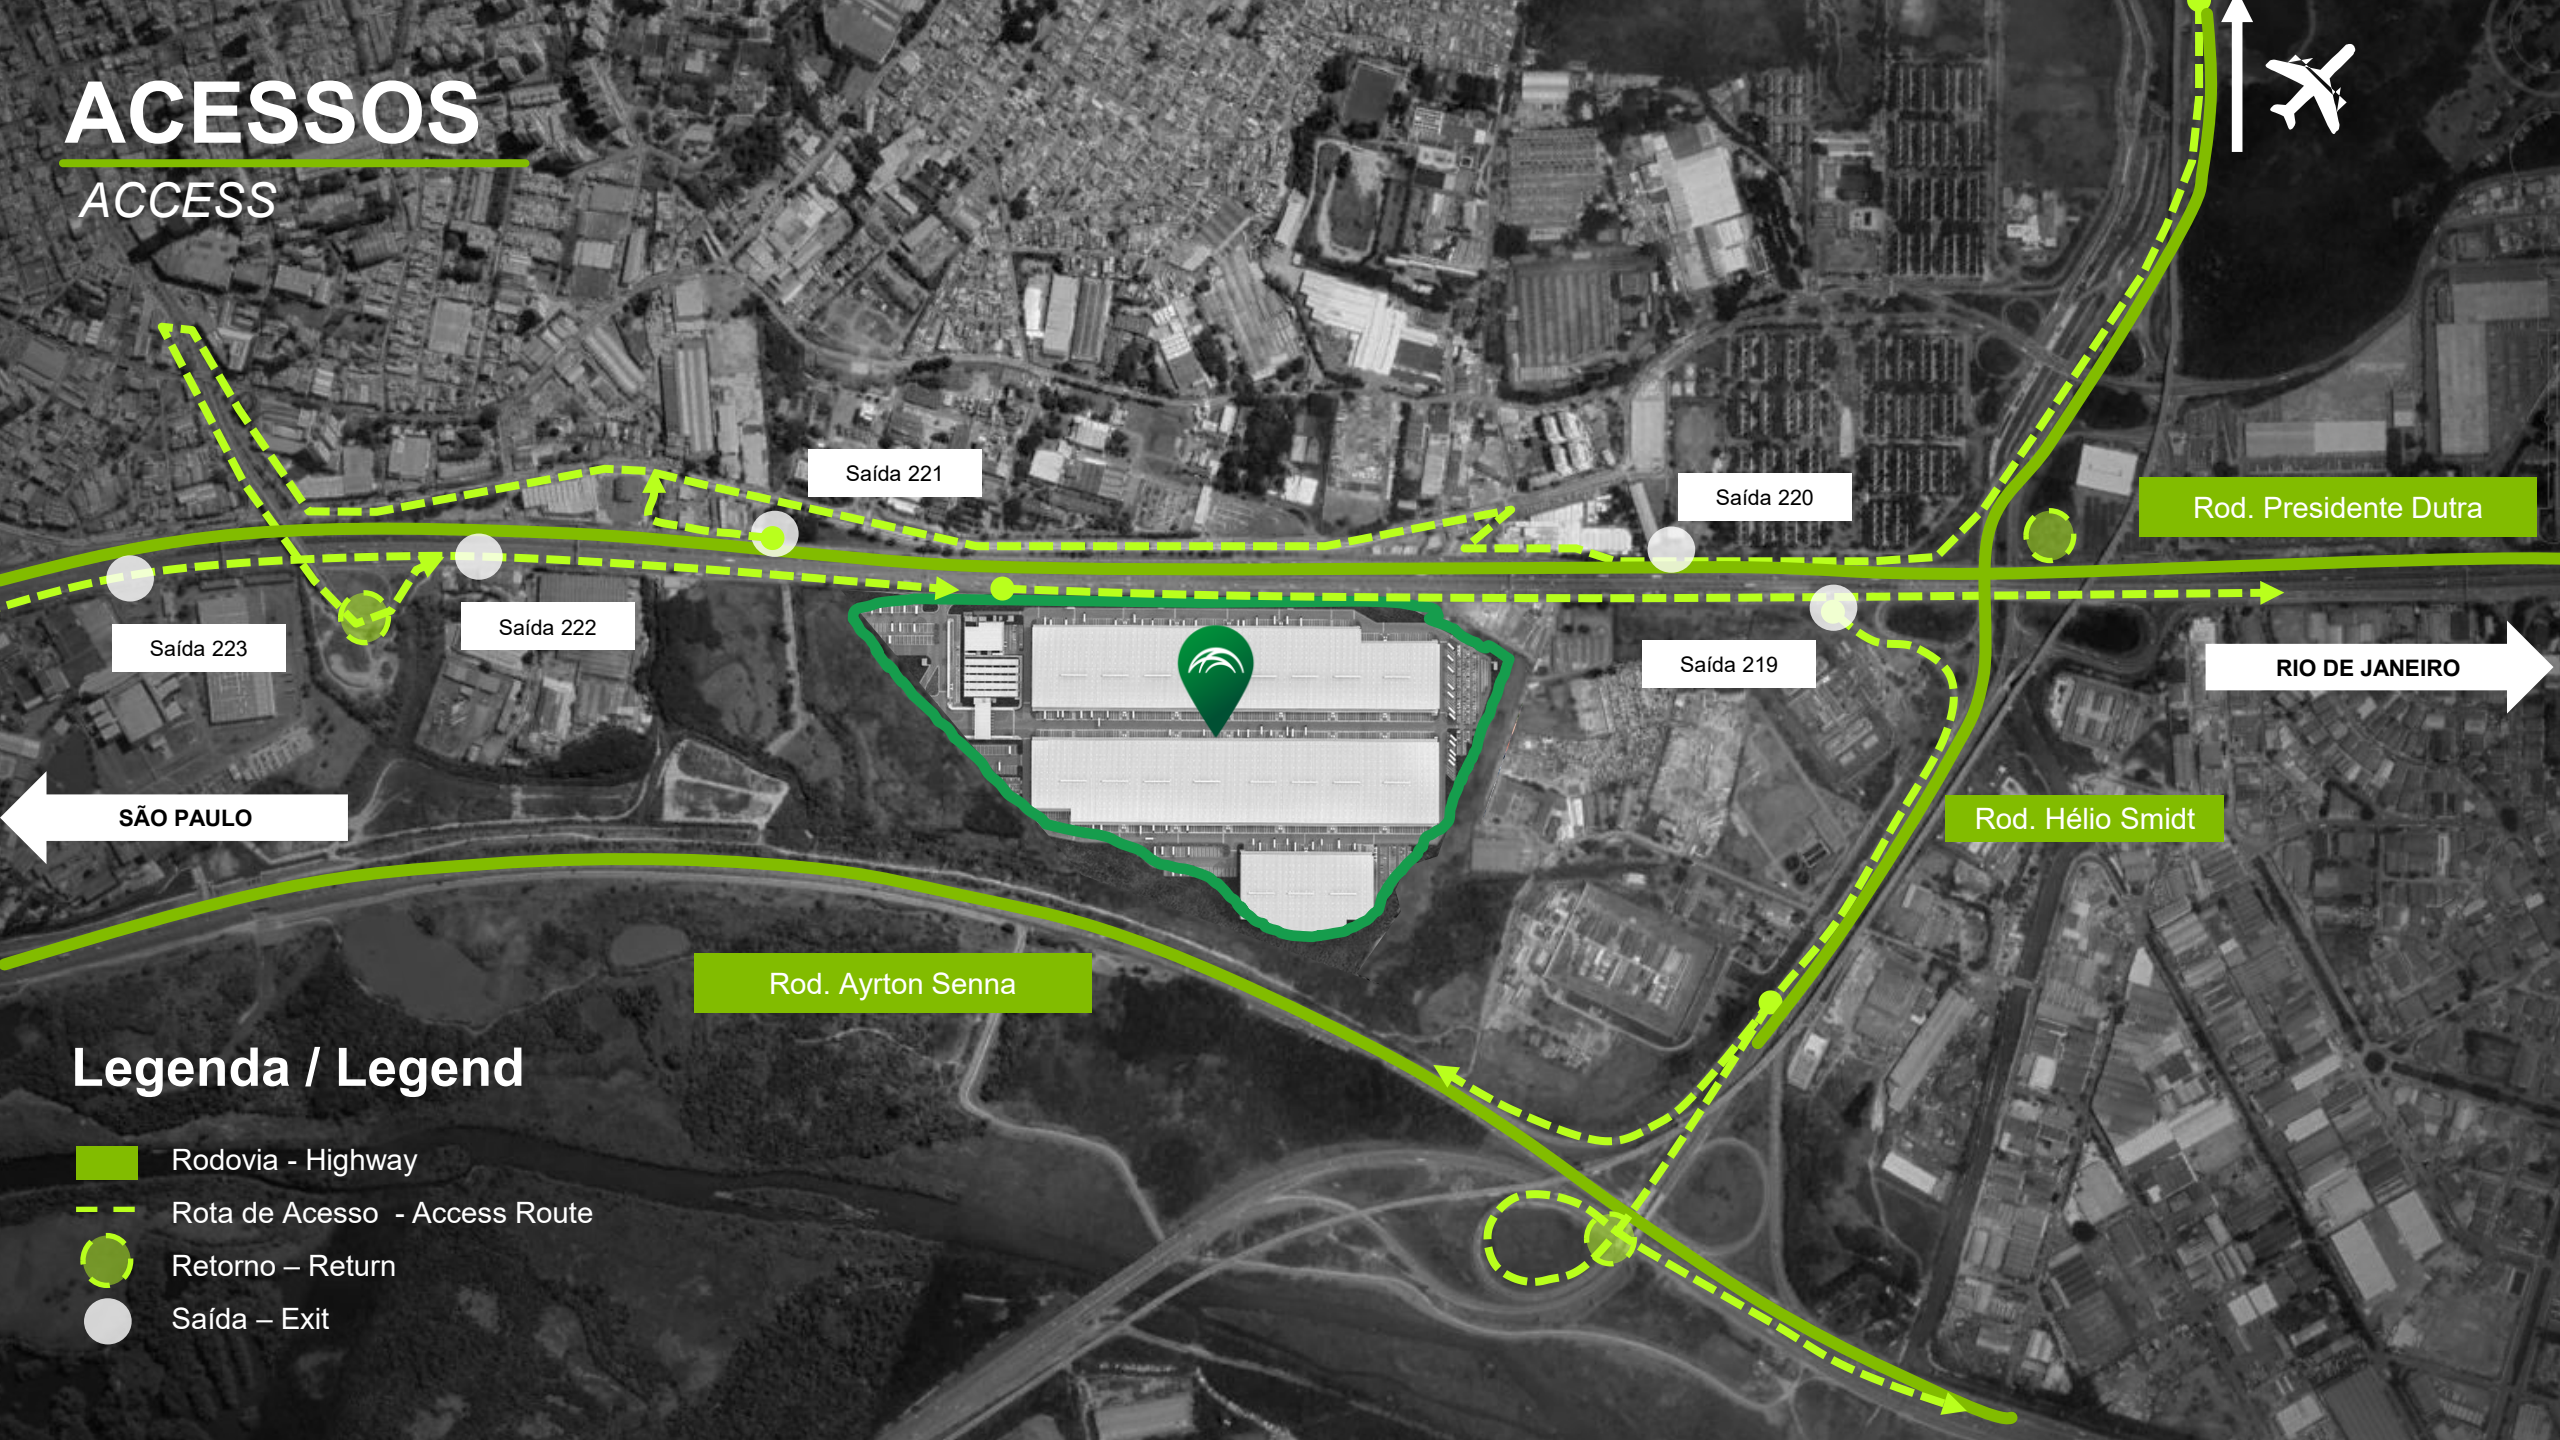 ACESSOS
ACCESS
Saída 221
Saída 220
Rod. Presidente Dutra
Saída 222
Saída 223
Saída 219
RIO DE JANEIRO
SÃO PAULO
Rod. Hélio Smidt
Rod. Ayrton Senna
Legenda / Legend
Rodovia - Highway
Rota de Acesso  - Access Route
Retorno – Return
Saída – Exit